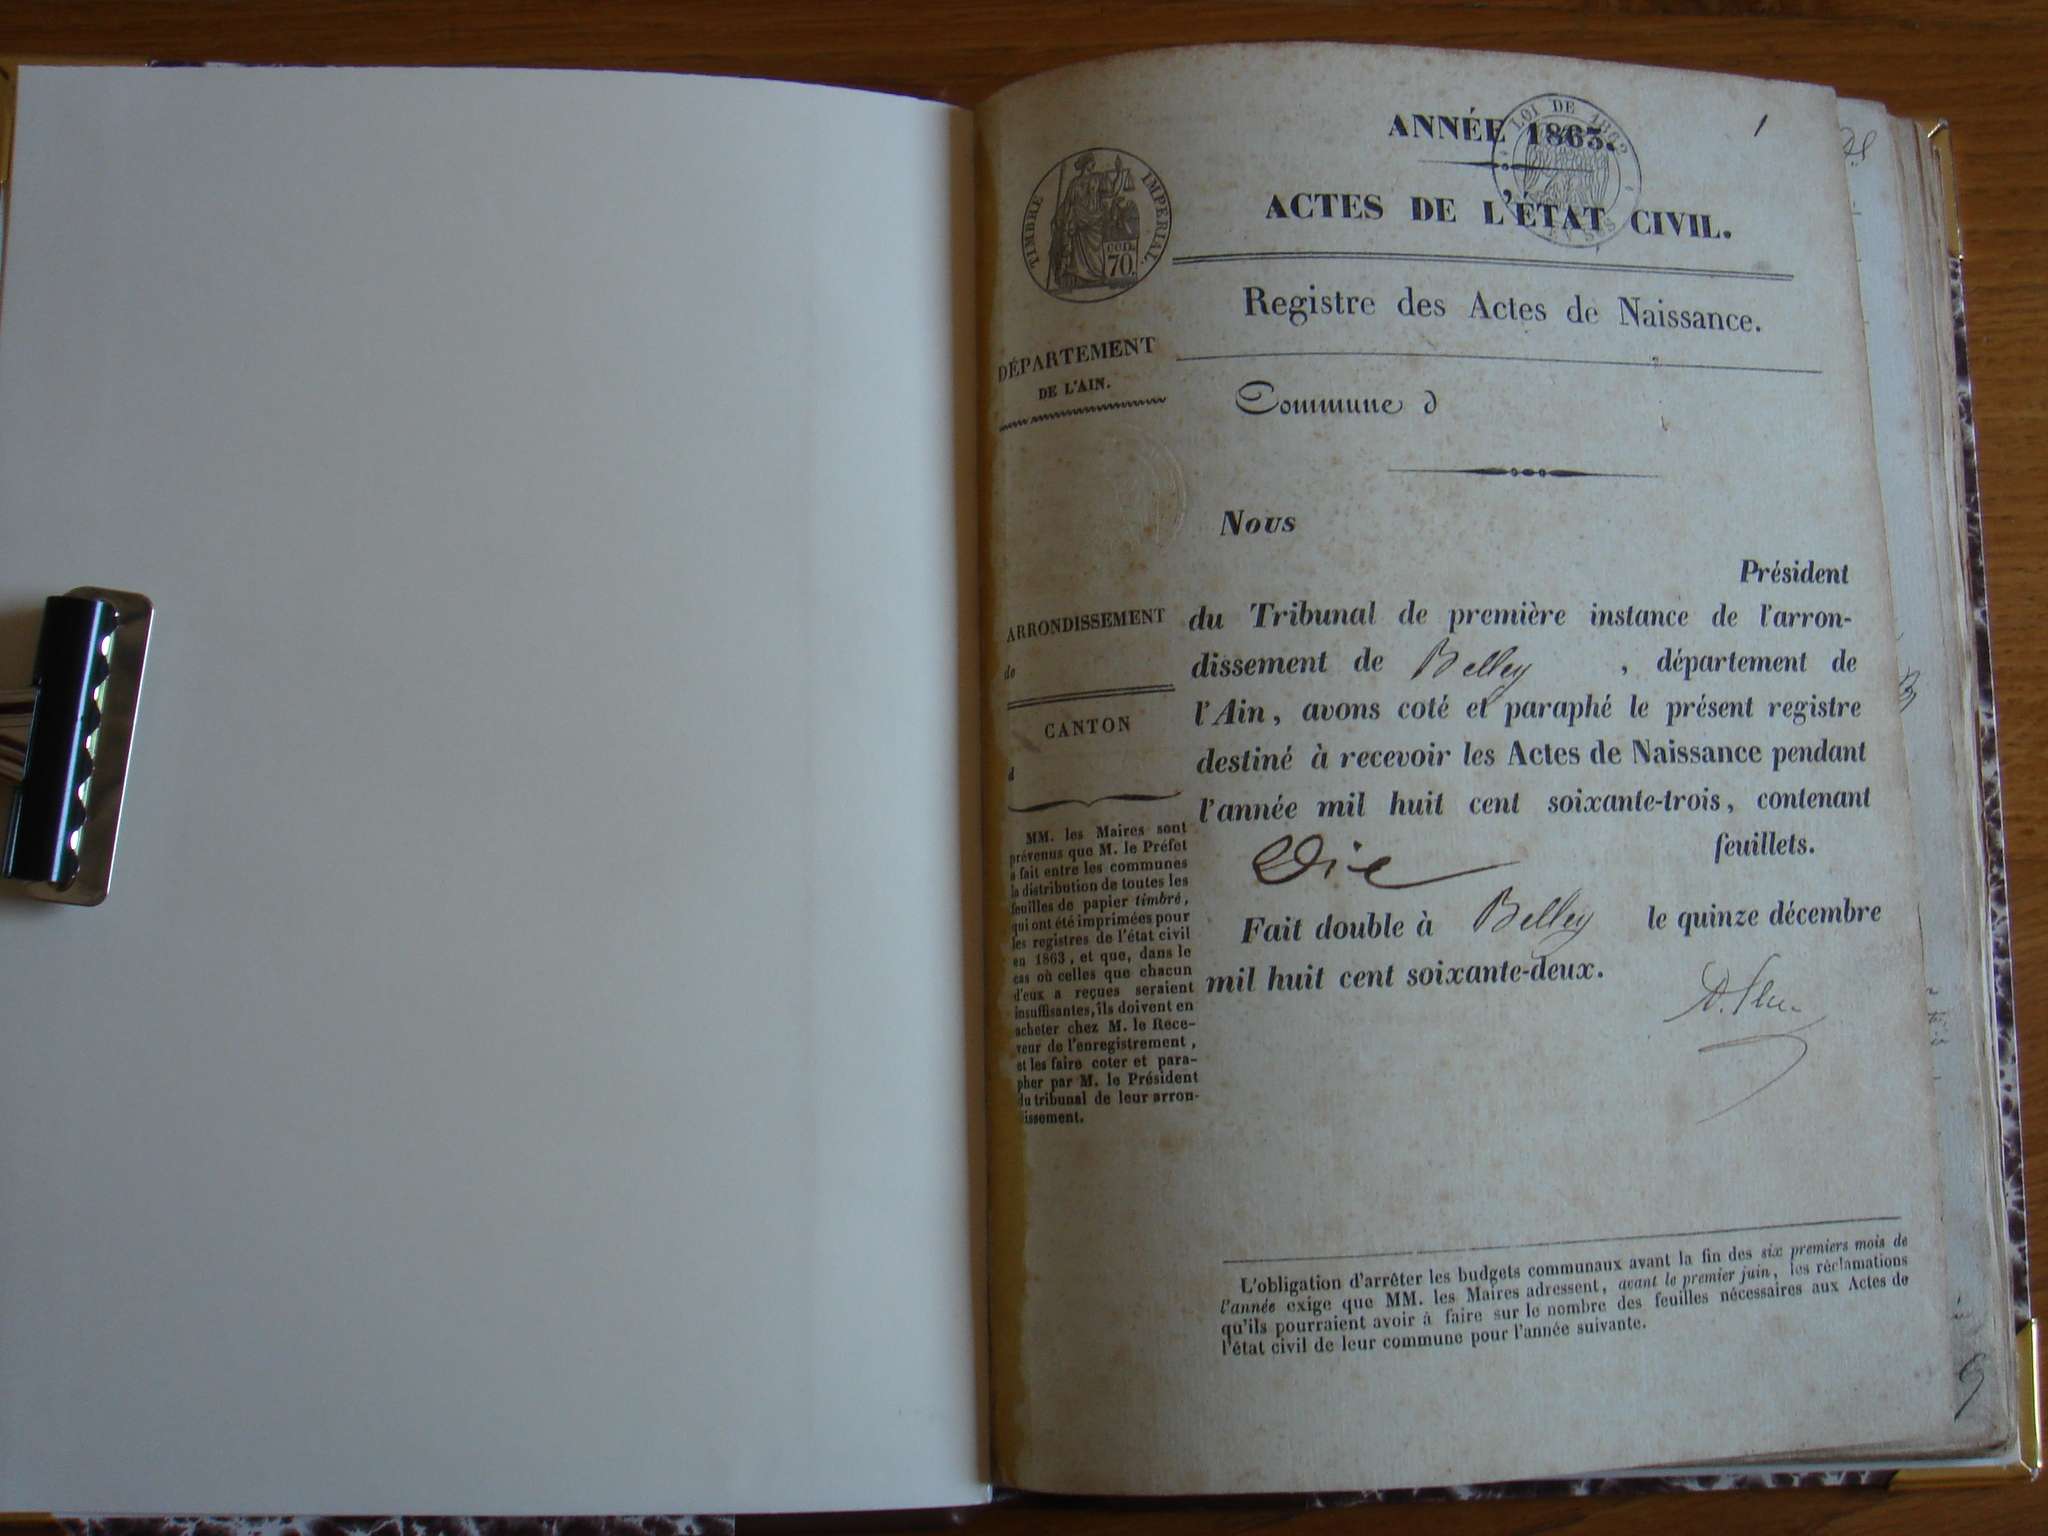 1
ANNÉE 1863.
LOI DE 1862
TIMBRE IMPERIAL.
CEN. 70.
ACTES DE L'ÉTAT CIVIL.
Registre des Actes de Naissance.
DÉPARTEMENT
DE L'AIN.
Commune d
Nous
Président
ARRONDISSEMENT
de
CANTON
d
du Tribunal de première instance de l'arron-
dissement de Belley , département de
l'Ain, avons coté et paraphé le présent registre
destiné à recevoir les Actes de Naissance pendant
l'année mil huit cent soixante-trois, contenant
feuillets.
Fait double à Belley le quinze décembre
mil huit cent soixante-deux.
MM. les Maires sont
prévenus que M. le Préfet
a fait entre les communes
la distribution de toutes les
feuilles de papier timbré,
qui ont été imprimées pour
les registres de l'état civil
en 1863, et que, dans le
cas où celles que chacun
d'eux a reçues seraient
insuffisantes, ils doivent en
acheter chez M. le Rece-
veur de l'enregistrement,
et les faire coter et para-
pher par M. le Président
du tribunal de leur arron-
issement.
L'obligation d'arrêter les budgets communaux avant la fin des six premiers mois de
l'année exige que MM. les Maires adressent, avant le premier juin, les réclamations
qu'ils pourraient avoir à faire sur le nombre des feuilles nécessaires aux Actes de
l'état civil de leur commune pour l'année suivante.